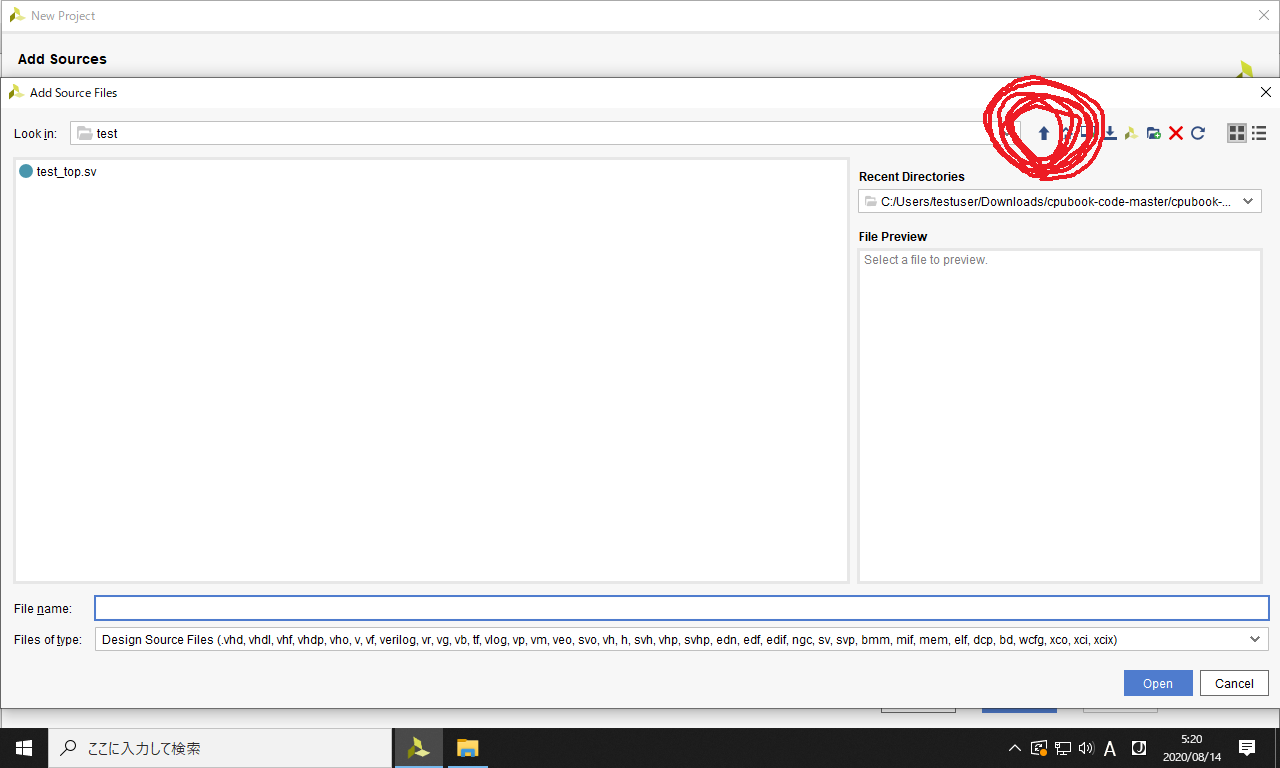 New Project
Add Sources
Add Source Files
Look in:
test
test_top.sv
Recent Directories
C:/Users/testuser/Downloads/cpubook-code-master/cpubook-...
File Preview
Select a file to preview.
File name:
Files of type:
Design Source Files (.vhd, vhdl, vhf, vhdp, vho, v, vf, verilog, vr, vg, vb, tf, vlog, vp, vm, veo, svo, vh, h, svh, vhp, svhp, edn, edf, edif, ngc, sv, svp, bmm, mif, mem, elf, dcp, bd, wcfg, xco, xci, xcix)
Open
Cancel
ここに入力して検索
A
J
5:20
2020/08/14